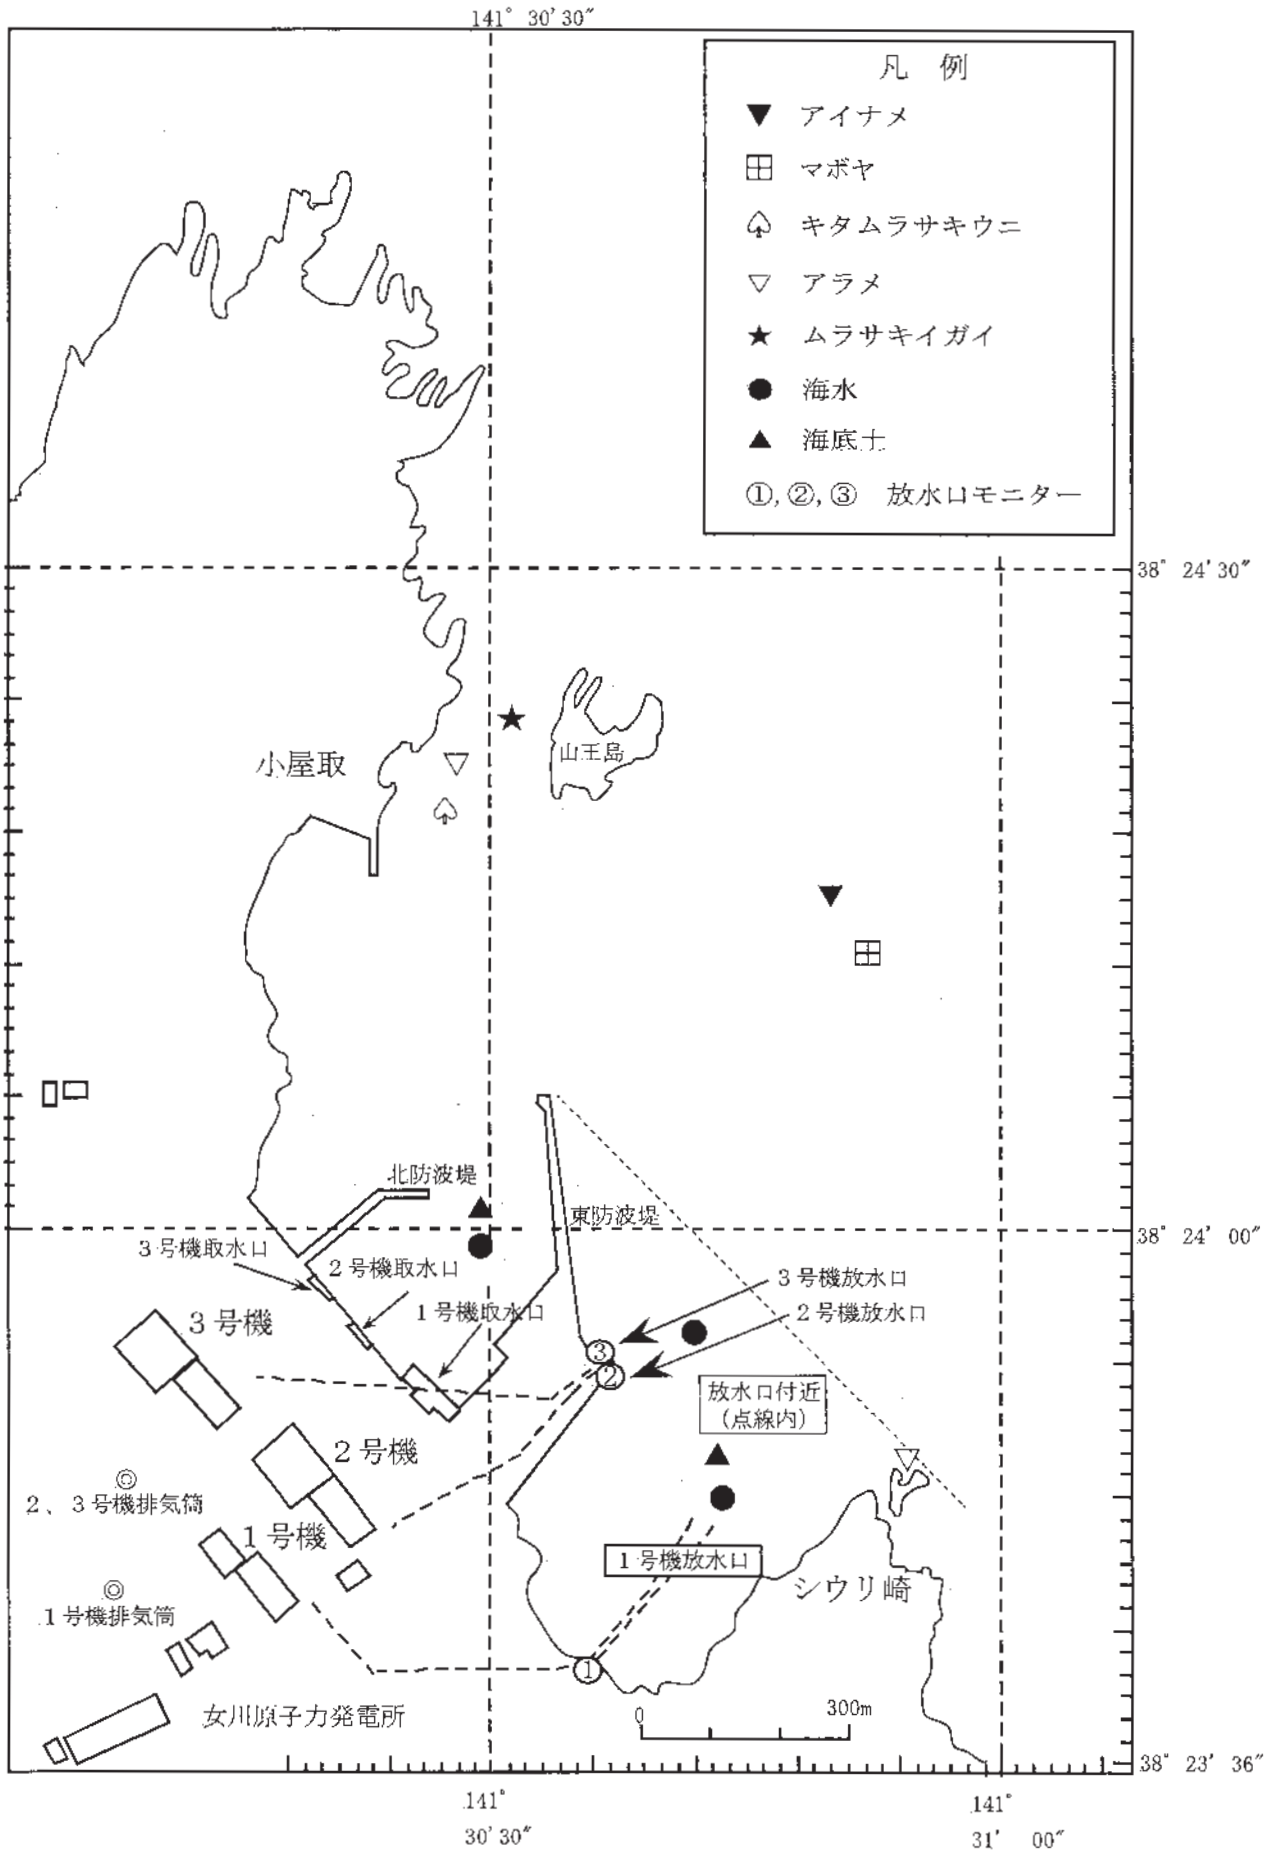 141° 30′30″
凡 例
アイナメ
マボヤ
キタムラサキウニ
アラメ
ムラサキイガイ
海水
海底土
①, ②, ③ 放水口モニター
38° 24′30″
小屋取
山王島
北防波堤
東防波堤
38° 24′ 00″
3号機取水口
2号機取水口
1号機取水口
3号機放水口
2号機放水口
3号機
③
②
放水口付近
(点線内)
2号機
2、3号機排気筒
1号機
1号機放水口
シウリ崎
1号機排気筒
①
女川原子力発電所
0 300m
38° 23′ 36″
141°
30′30″
141°
31′ 00″